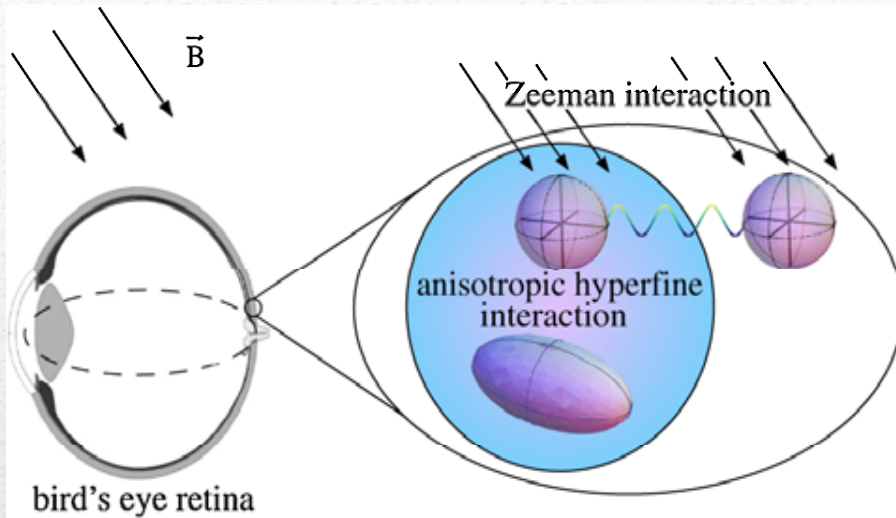 B
Zeeman interaction
anisotropic hyperfine
interaction
bird's eye retina